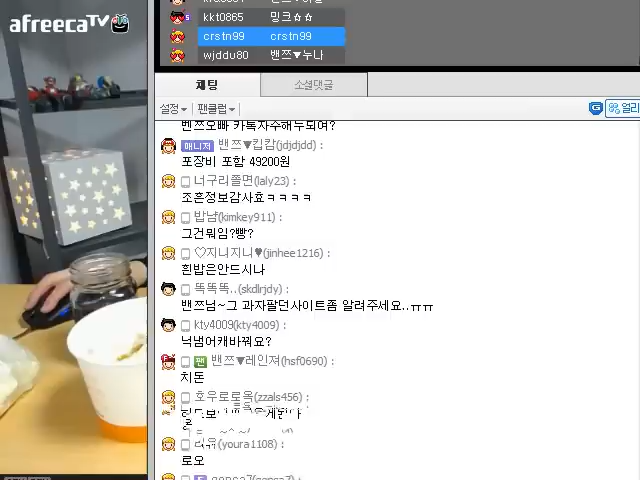 afreecaTV
kkt0865 밍크☆☆
crstn99 crstn99
wjddu80 밴쯔▼누나
채팅 소셜댓글
설정 팬클럽
벤쯔오빠 카톡자수해두되여?
매니저 밴쯔▼킵캄(jdjdjdd) :
포장비 포함 49200원
너구리쫄면(laly23) :
조흔정보감사효ㅋㅋㅋㅋ
밥냠(kimkey911) :
그건뭐임?빵?
♡지니지니♥(jinhee1216) :
흰밥은안드시나
똑똑똑..(skdlrjdy) :
밴쯔님~그 과자팔던사이트좀 알려주세요..ㅠㅠ
kty4009(kty4009) :
넉범어캐바꿔요?
팬 밴쯔▼레인져(hsf0690) :
치돈
호우로로옥(zzals456) :
(youra1108) :
로오